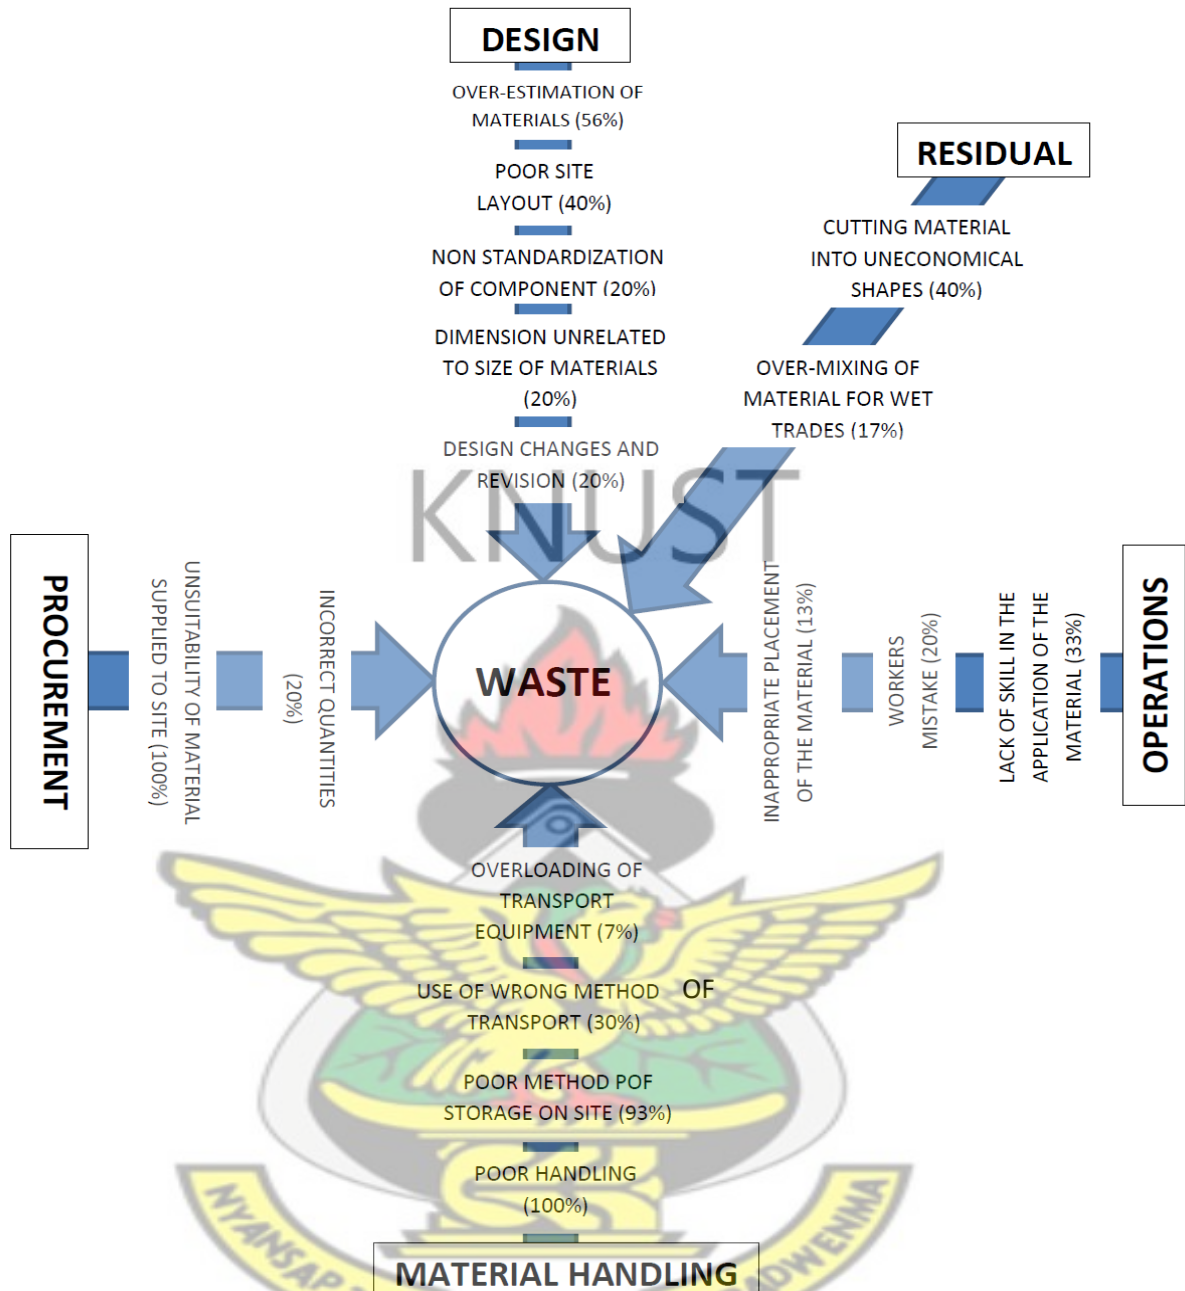 DESIGN
OVER-ESTIMATION OF
MATERIALS (56%)
POOR SITE
LAYOUT (40%)
NON STANDARDIZATION
OF COMPONENT (20%)
DIMENSION UNRELATED
TO SIZE OF MATERIALS
(20%)
DESIGN CHANGES AND
REVISION (20%)
RESIDUAL
CUTTING MATERIAL
INTO UNECONOMICAL
SHAPES (40%)
OVER-MIXING OF
MATERIAL FOR WET
TRADES (17%)
KNUST
PROCUREMENT
UNSUITABILITY OF MATERIAL
SUPPLIED TO SITE (100%)
INCORRECT QUANTITIES
(20%)
WASTE
INAPPROPRIATE PLACEMENT
OF THE MATERIAL (13%)
WORKERS
MISTAKE (20%)
LACK OF SKILL IN THE
APPLICATION OF THE
MATERIAL (33%)
OPERATIONS
OVERLOADING OF
TRANSPORT
EQUIPMENT (7%)
USE OF WRONG METHOD OF
TRANSPORT (30%)
POOR METHOD POF
STORAGE ON SITE (93%)
POOR HANDLING
(100%)
MATERIAL HANDLING